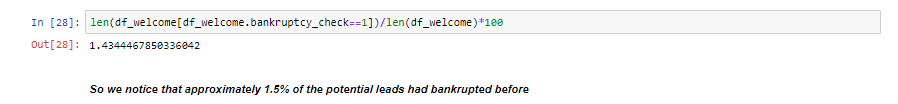 In [28]: len(df_welcome[df_welcome.bankruptcy_check==1])/len(df_welcome)*100
Out[28]: 1.4344467850336042
So we notice that approximately 1.5% of the potential leads had bankrupted before